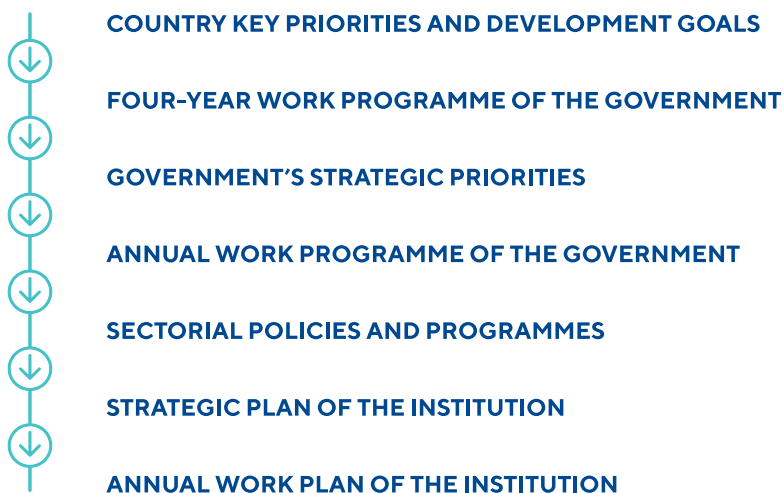 COUNTRY KEY PRIORITIES AND DEVELOPMENT GOALS
FOUR-YEAR WORK PROGRAMME OF THE GOVERNMENT
GOVERNMENT'S STRATEGIC PRIORITIES
ANNUAL WORK PROGRAMME OF THE GOVERNMENT
SECTORIAL POLICIES AND PROGRAMMES
STRATEGIC PLAN OF THE INSTITUTION
ANNUAL WORK PLAN OF THE INSTITUTION